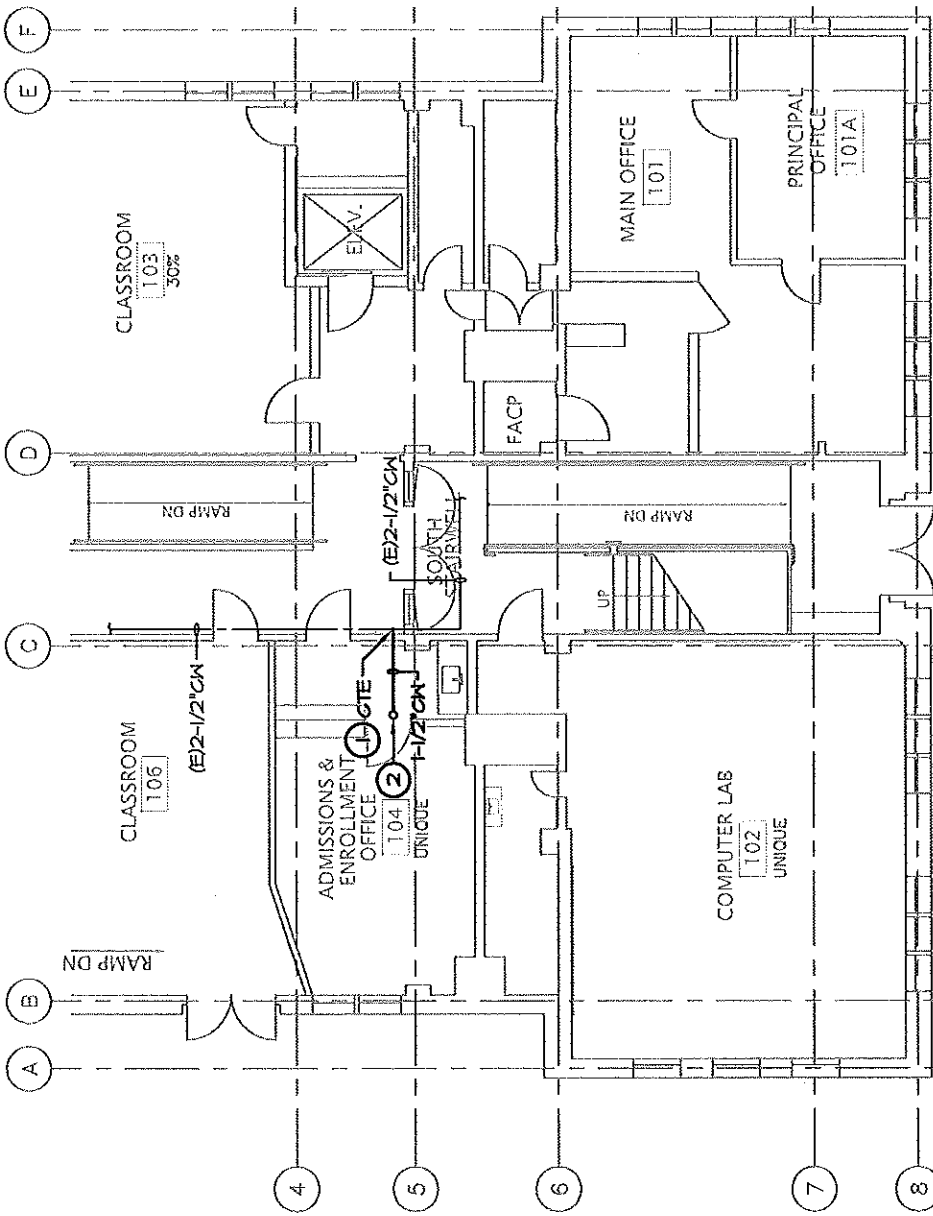 F
E
D
C
B
A
4
5
6
7
8
CLASSROOM
103
30%
ELEV.
MAIN OFFICE
101
PRINCIPAL
OFFICE
101A
FACP
RAMP DN
(E)2-1/2"CW
SOUTH
STAIRWELL
RAMP DN
UP
(E)2-1/2"CW
CLASSROOM
106
RAMP DN
1
CTE
2
1-1/2"CW
ADMISSIONS &
ENROLLMENT
OFFICE
104
UNIQUE
COMPUTER LAB
102
UNIQUE